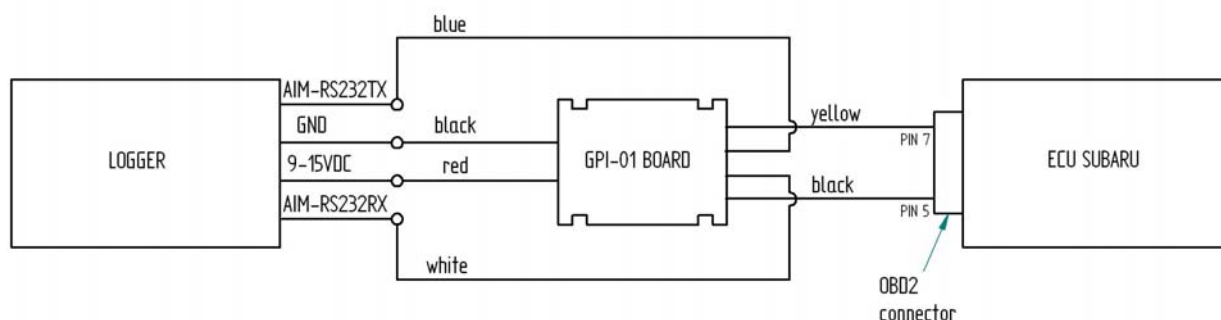 blue
AIM-RS232TX
GND
black
yellow
PIN 7
LOGGER
9-15VDC
red
GPI-01 BOARD
ECU SUBARU
AIM-RS232RX
black
PIN 5
white
OBD2
connector